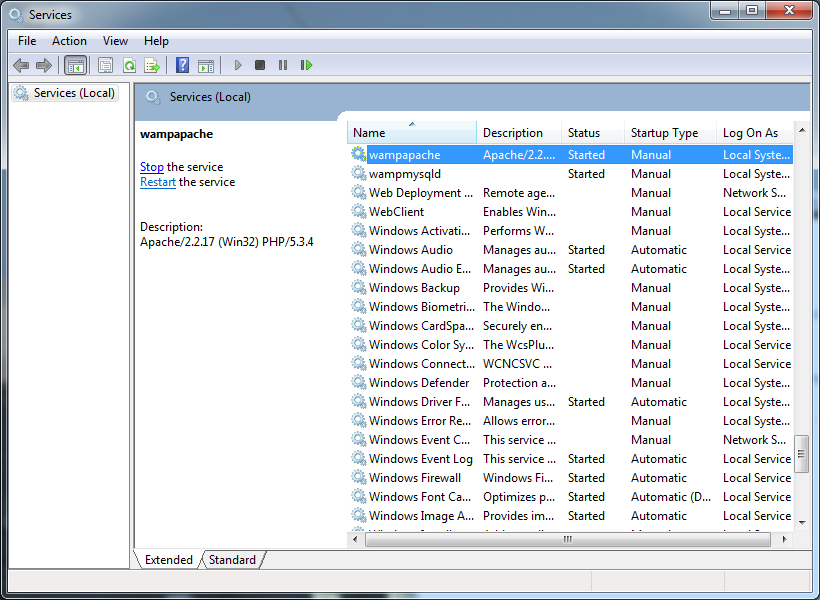 Services
File Action View Help
Services (Local)
Services (Local)
wampapache
Stop the service
Restart the service
Description:
Apache/2.2.17 (Win32) PHP/5.3.4
Name Description Status Startup Type Log On As
wampapache Apache/2.2.... Started Manual Local Syste...
wampmysqld Started Manual Local Syste...
Web Deployment ... Remote age... Manual Network S...
WebClient Enables Win... Manual Local Service
Windows Activati... Performs W... Manual Local Syste...
Windows Audio Manages au... Started Automatic Local Service
Windows Audio E... Manages au... Started Automatic Local Syste...
Windows Backup Provides Wi... Manual Local Syste...
Windows Biometri... The Windo... Manual Local Syste...
Windows CardSpa... Securely en... Manual Local Syste...
Windows Color Sy... The WcsPlu... Manual Local Service
Windows Connect... WCNCSVC ... Manual Local Service
Windows Defender Protection a... Manual Local Syste...
Windows Driver F... Manages us... Started Automatic Local Syste...
Windows Error Re... Allows error... Manual Local Syste...
Windows Event C... This service ... Manual Network S...
Windows Event Log This service ... Started Automatic Local Service
Windows Firewall Windows Fi... Started Automatic Local Service
Windows Font Ca... Optimizes p... Started Automatic (D... Local Service
Windows Image A... Provides im... Started Automatic Local Service
Extended Standard